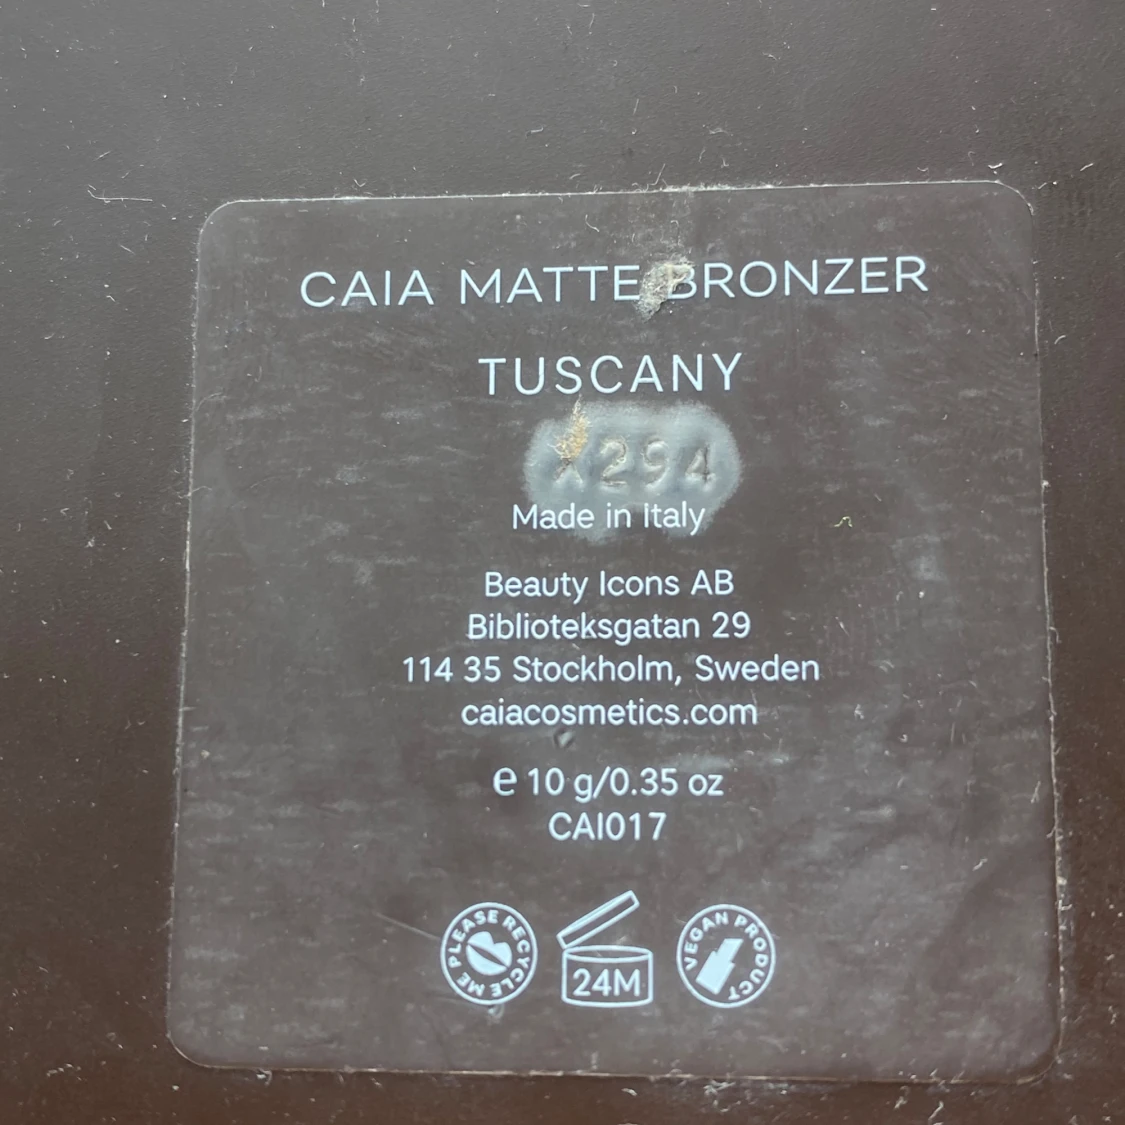 CAIA MATTE BRONZER
TUSCANY
X294
Made in Italy
Beauty Icons AB
Biblioteksgatan 29
114 35 Stockholm, Sweden
caiacosmetics.com
e 10 g/0.35 oz
CAI017
PLEASE RECYCLE ME
24M
VEGAN PRODUCT